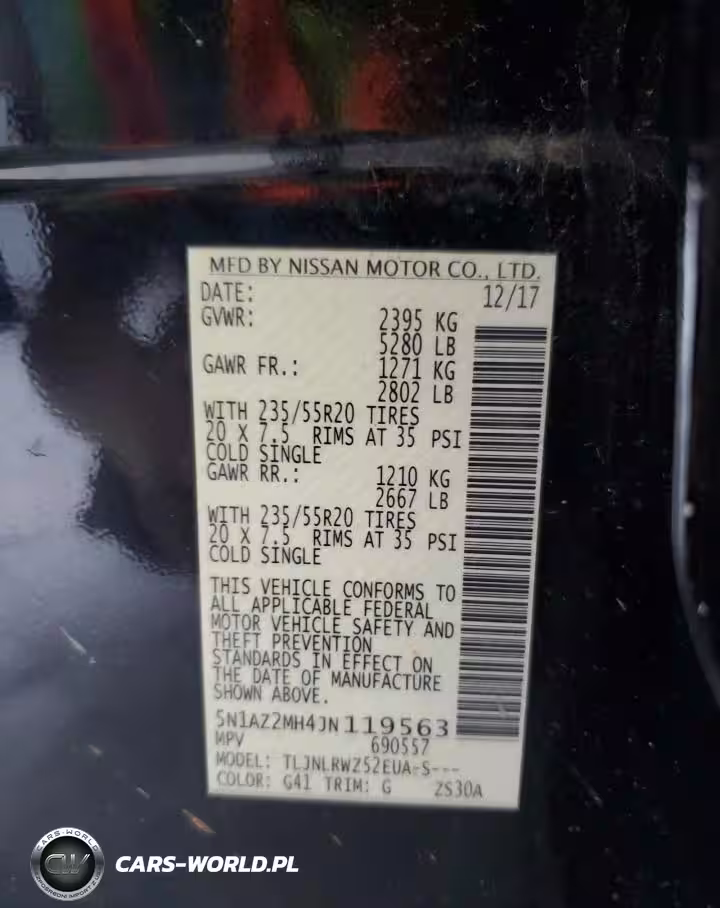 MFD BY NISSAN MOTOR CO., LTD.
DATE: 12/17
GVWR: 2395 KG
5280 LB
GAWR FR.: 1271 KG
2802 LB
WITH 235/55R20 TIRES
20 X 7.5 RIMS AT 35 PSI
COLD SINGLE
GAWR RR.: 1210 KG
2667 LB
WITH 235/55R20 TIRES
20 X 7.5 RIMS AT 35 PSI
COLD SINGLE
THIS VEHICLE CONFORMS TO
ALL APPLICABLE FEDERAL
MOTOR VEHICLE SAFETY AND
THEFT PREVENTION
STANDARDS IN EFFECT ON
THE DATE OF MANUFACTURE
SHOWN ABOVE.
5N1AZ2MH4JN119563
MPV 690557
MODEL: TLJNLRWZ52EUA-S---
COLOR: G41 TRIM: G ZS30A
CARS-WORLD
CW
CARS-WORLD.PL